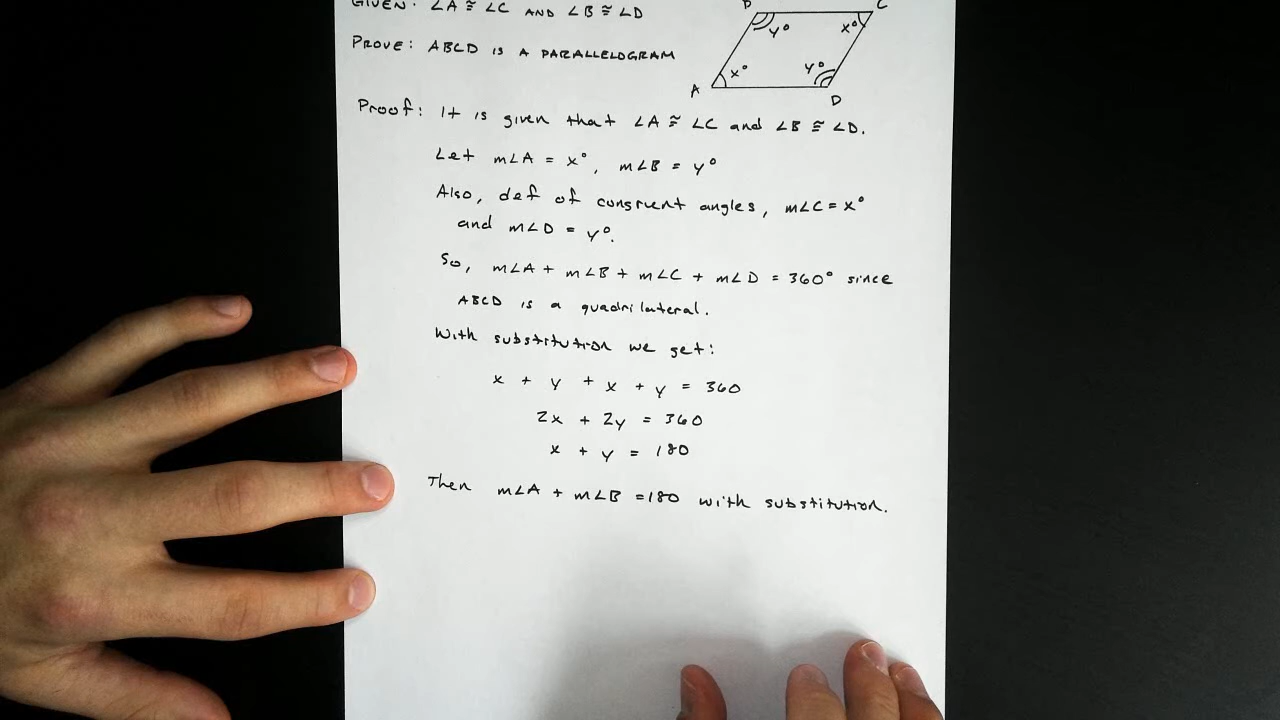 GIVEN: ∠A ≅ ∠C AND ∠B ≅ ∠D
PROVE: ABCD IS A PARALLELOGRAM
B C
y° x°
x° y°
A D
Proof: It is given that ∠A ≅ ∠C and ∠B ≅ ∠D.
Let m∠A = x°, m∠B = y°
Also, def of congruent angles, m∠C = x°
and m∠D = y°.
So, m∠A + m∠B + m∠C + m∠D = 360° since
ABCD is a quadrilateral.
With substitution we get:
x + y + x + y = 360
2x + 2y = 360
x + y = 180
Then m∠A + m∠B = 180 with substitution.